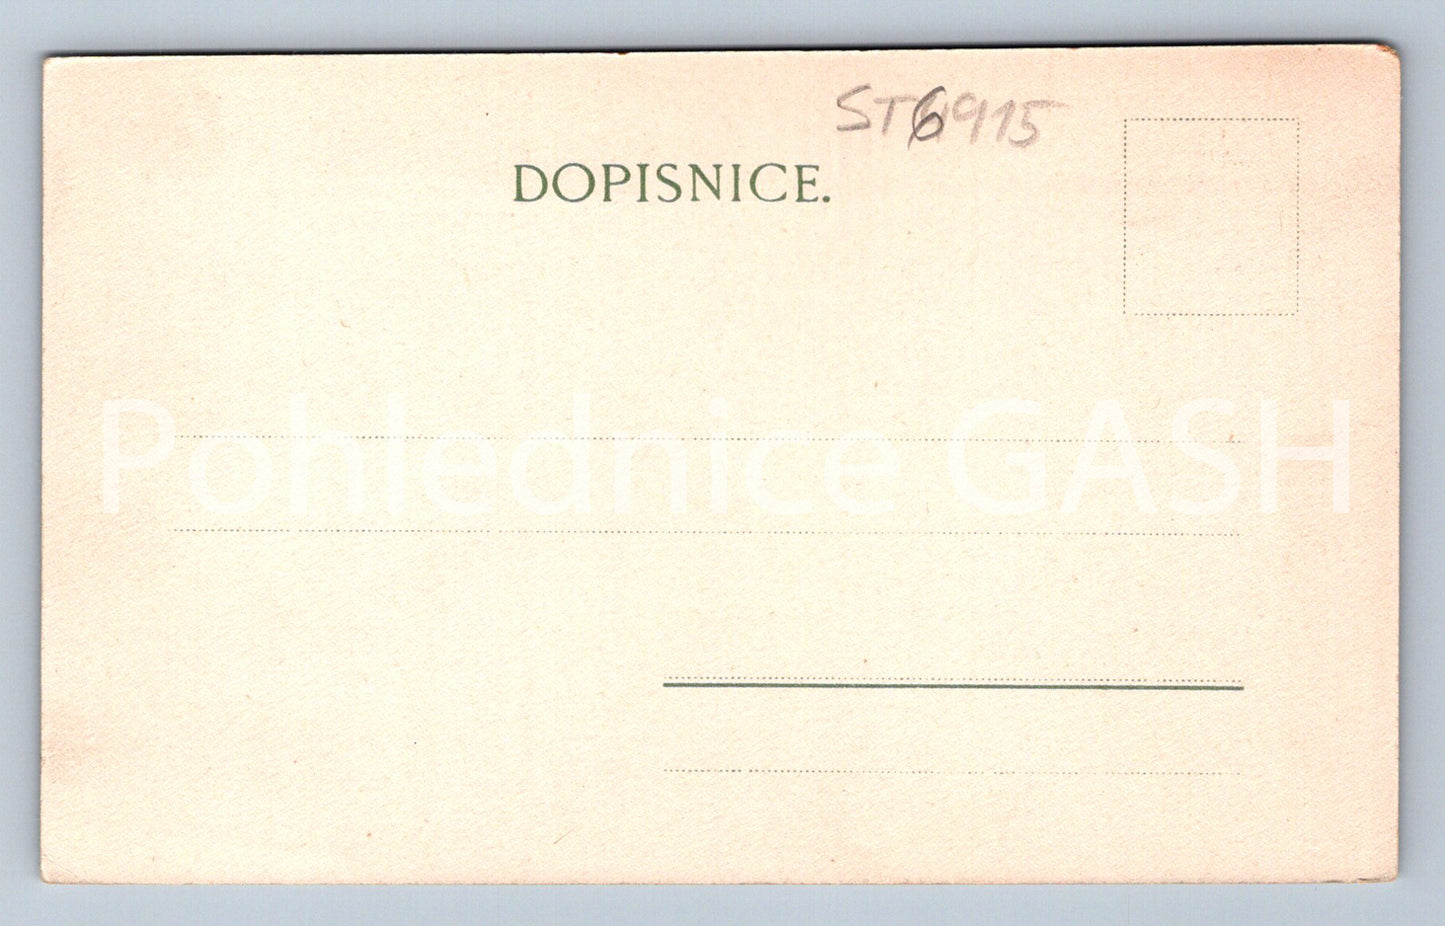 ST6915
DOPISNICE.
Pohlednice GASH